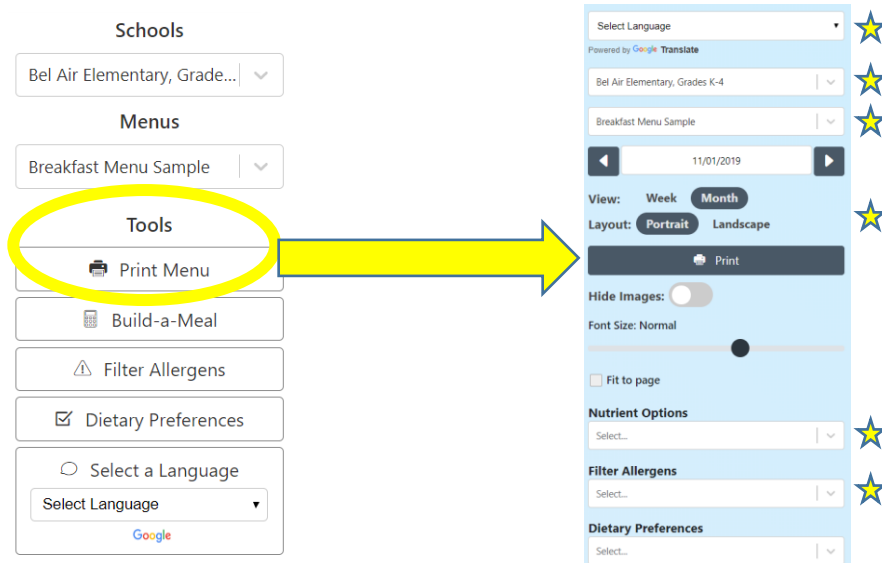 Schools
Bel Air Elementary, Grade...
Menus
Breakfast Menu Sample
Tools
Print Menu
Build-a-Meal
Filter Allergens
Dietary Preferences
Select a Language
Select Language
Google
Select Language
Powered by Google Translate
Bel Air Elementary, Grades K-4
Breakfast Menu Sample
11/01/2019
View: Week Month
Layout: Portrait Landscape
Print
Hide Images:
Font Size: Normal
Fit to page
Nutrient Options
Select...
Filter Allergens
Select...
Dietary Preferences
Select...